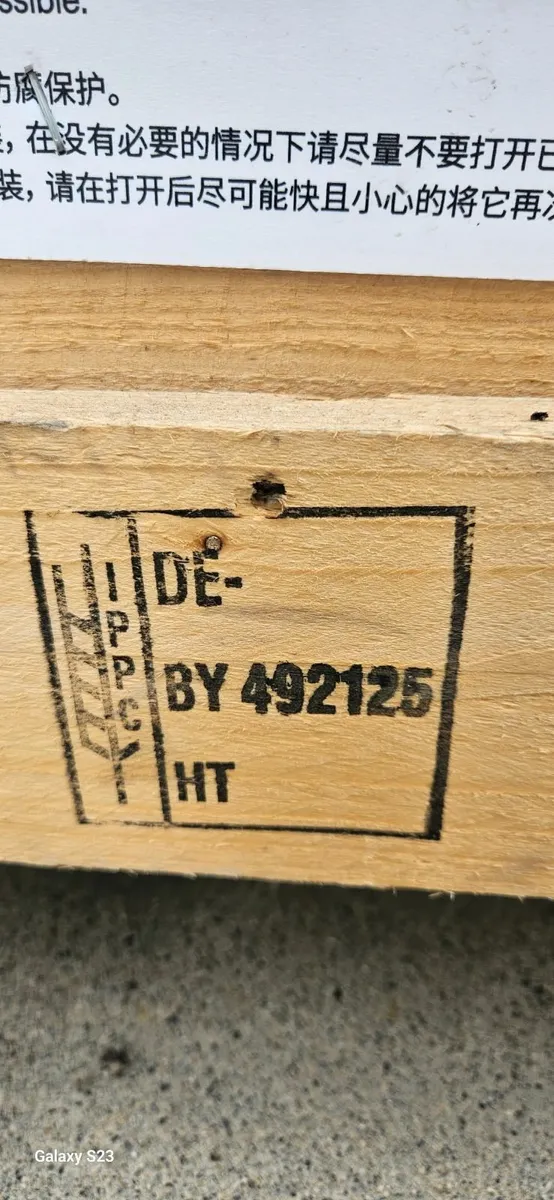 ssible.
防腐保护。
，在没有必要的情况下请尽量不要打开已
装，请在打开后尽可能快且小心的将它再次
IPPC
DE-
BY 492125
HT
Galaxy S23